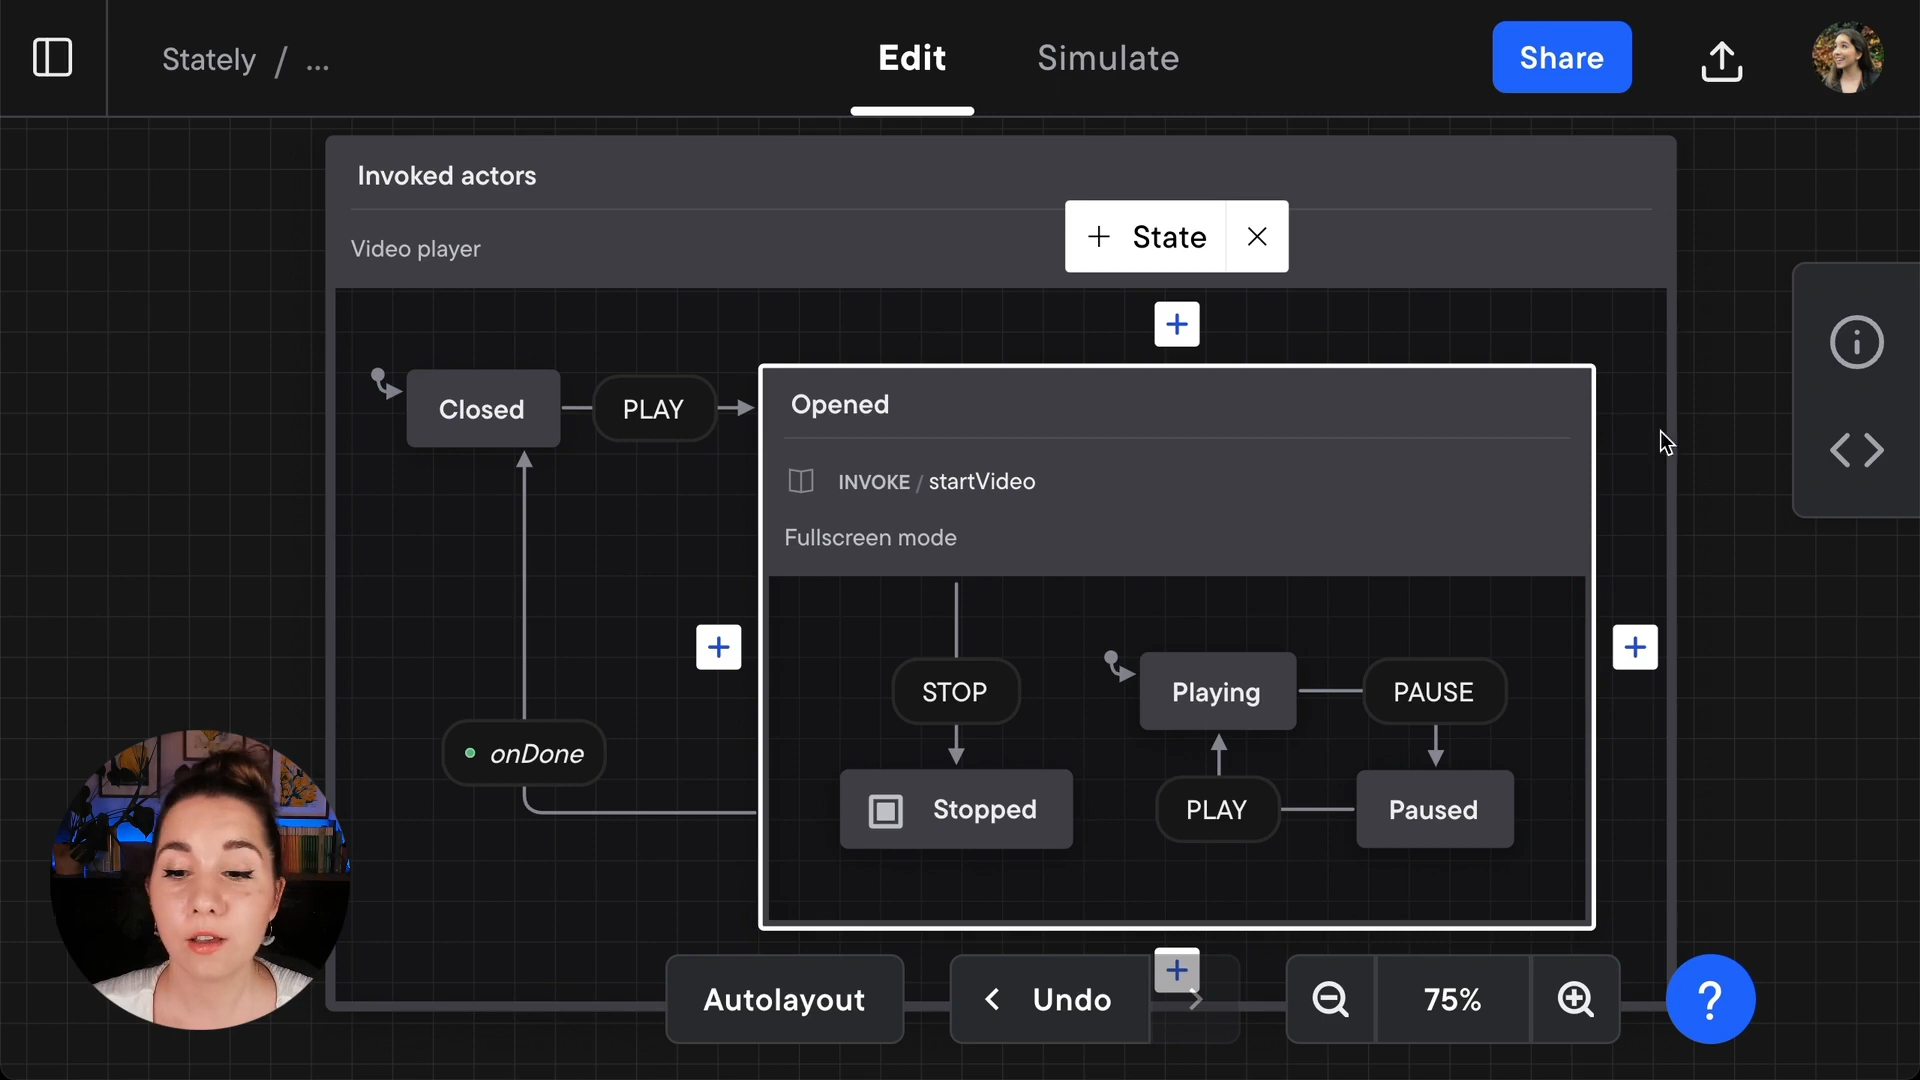 Stately / ...
Edit
Simulate
Share
Invoked actors
Video player
+ State
Closed
PLAY
Opened
INVOKE / startVideo
Fullscreen mode
STOP
Playing
PAUSE
onDone
Stopped
PLAY
Paused
Autolayout
Undo
75%
?